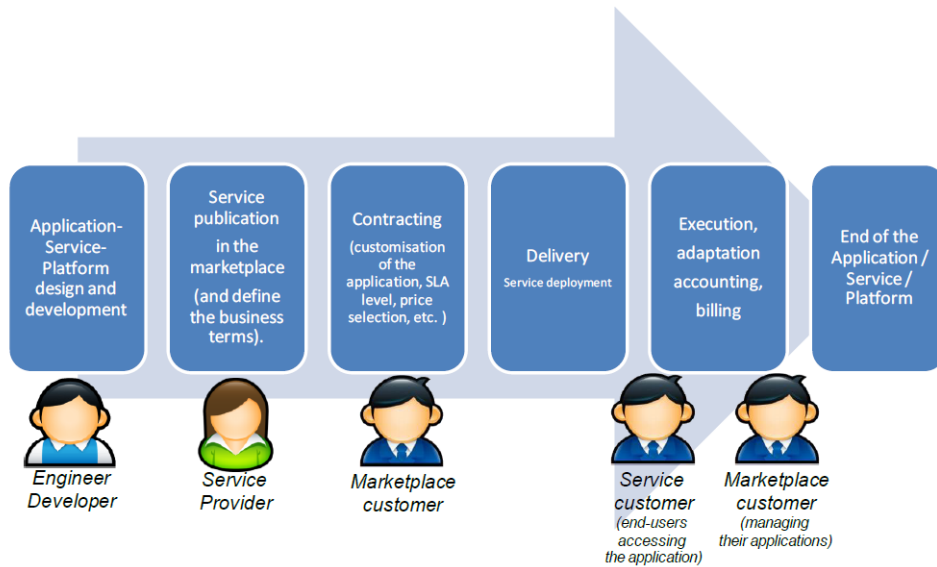 Application-
Service-
Platform
design and
development
Service
publication
in the
marketplace
(and define
the business
terms).
Contracting
(customisation
of the
application, SLA
level, price
selection, etc. )
Delivery
Service deployment
Execution,
adaptation
accounting,
billing
End of the
Application /
Service /
Platform
Engineer
Developer
Service
Provider
Marketplace
customer
Service
customer
(end-users
accessing
the application)
Marketplace
customer
(managing
their applications)